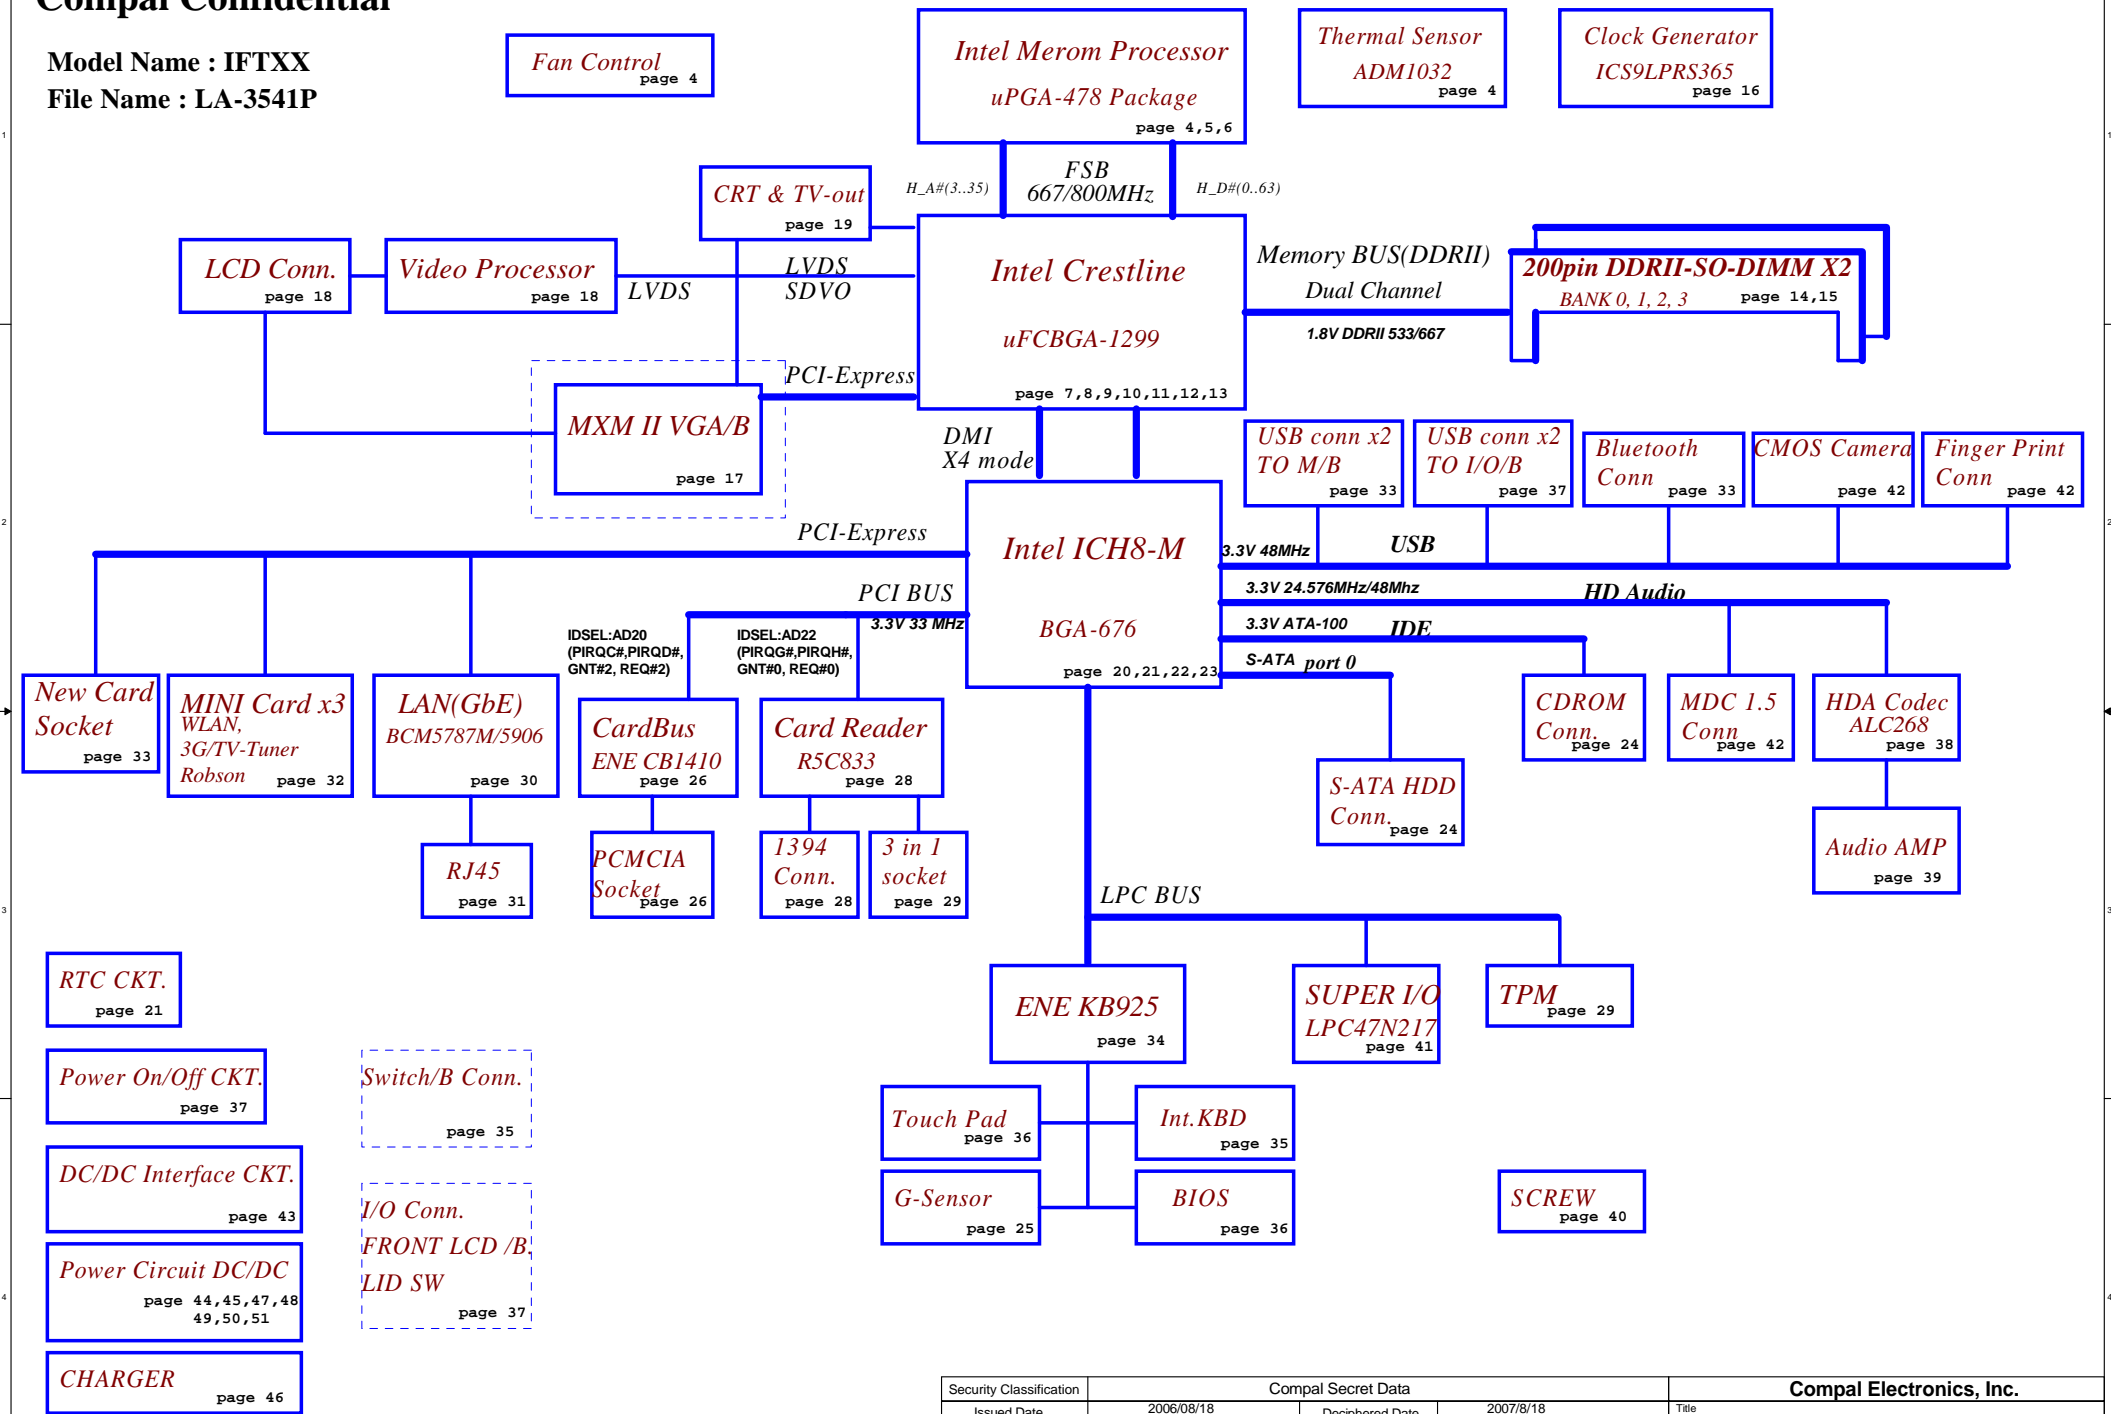 Compal Confidential
Model Name : IFTXX
File Name : LA-3541P
Fan Control
page 4
Intel Merom Processor
uPGA-478 Package
page 4,5,6
Thermal Sensor
ADM1032
page 4
Clock Generator
ICS9LPRS365
page 16
H_A#(3..35)
FSB
667/800MHz
H_D#(0..63)
CRT & TV-out
page 19
LCD Conn.
page 18
Video Processor
page 18
LVDS
LVDS
SDVO
Intel Crestline
uFCBGA-1299
page 7,8,9,10,11,12,13
Memory BUS(DDRII)
Dual Channel
1.8V DDRII 533/667
200pin DDRII-SO-DIMM X2
BANK 0, 1, 2, 3
page 14,15
PCI-Express
MXM II VGA/B
page 17
DMI
X4 mode
USB conn x2
TO M/B
page 33
USB conn x2
TO I/O/B
page 37
Bluetooth
Conn
page 33
CMOS Camera
page 42
Finger Print
Conn
page 42
PCI-Express
Intel ICH8-M
BGA-676
page 20,21,22,23
3.3V 48MHz
USB
3.3V 24.576MHz/48Mhz
HD Audio
3.3V ATA-100
IDE
S-ATA
port 0
PCI BUS
3.3V 33 MHz
IDSEL:AD20
(PIRQC#,PIRQD#,
GNT#2, REQ#2)
IDSEL:AD22
(PIRQG#,PIRQH#,
GNT#0, REQ#0)
New Card
Socket
page 33
MINI Card x3
WLAN,
3G/TV-Tuner
Robson
page 32
LAN(GbE)
BCM5787M/5906
page 30
CardBus
ENE CB1410
page 26
Card Reader
R5C833
page 28
CDROM
Conn.
page 24
MDC 1.5
Conn
page 42
HDA Codec
ALC268
page 38
S-ATA HDD
Conn.
page 24
RJ45
page 31
PCMCIA
Socket
page 26
1394
Conn.
page 28
3 in 1
socket
page 29
Audio AMP
page 39
LPC BUS
RTC CKT.
page 21
ENE KB925
page 34
SUPER I/O
LPC47N217
page 41
TPM
page 29
Power On/Off CKT.
page 37
Switch/B Conn.
page 35
Touch Pad
page 36
Int.KBD
page 35
DC/DC Interface CKT.
page 43
I/O Conn.
FRONT LCD /B,
LID SW
page 37
G-Sensor
page 25
BIOS
page 36
SCREW
page 40
Power Circuit DC/DC
page 44,45,47,48
49,50,51
CHARGER
page 46
1
1
2
2
3
3
4
4
Security Classification
Compal Secret Data
Compal Electronics, Inc.
Issued Date
2006/08/18
Deciphered Date
2007/8/18
Title